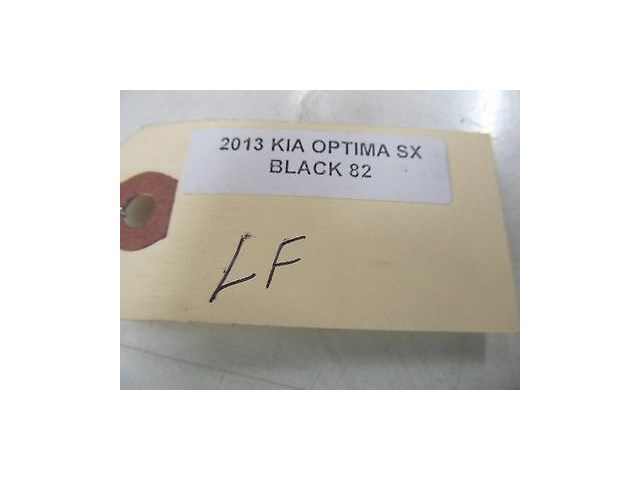 2013 KIA OPTIMA SX
BLACK 82
LF